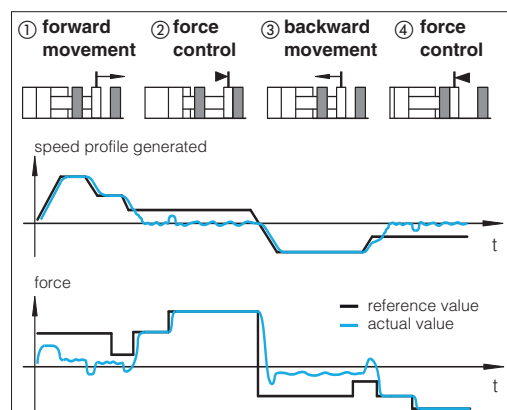 ① forward movement
② force control
③ backward movement
④ force control
speed profile generated
t
force
reference value
actual value
t